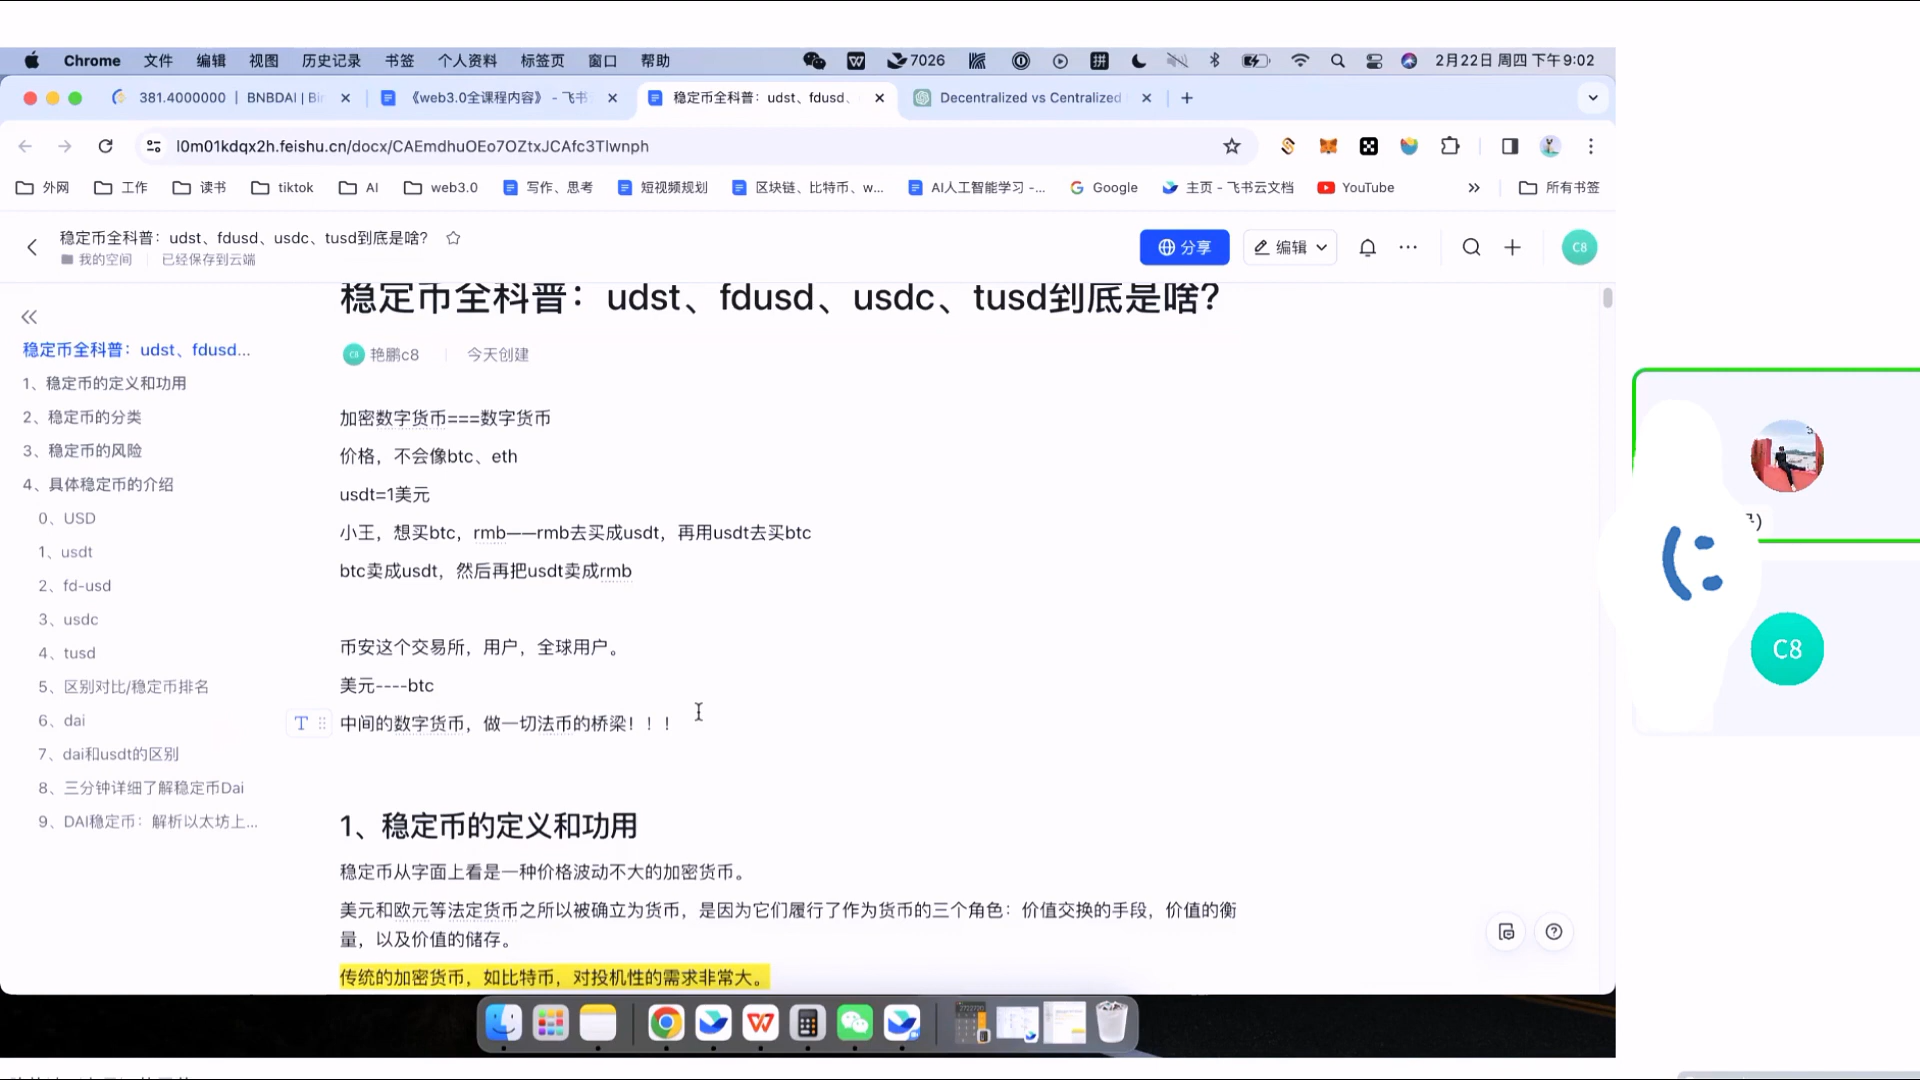 Chrome 文件 编辑 视图 历史记录 书签 个人资料 标签页 窗口 帮助 7026 拼 2月22日 周四 下午9:02
381.4000000 | BNBDAI | Bin
《web3.0全课程内容》 - 飞书
稳定币全科普：udst、fdusd、
Decentralized vs Centralized
l0m01kdqx2h.feishu.cn/docx/CAEmdhuOEo7OZtxJCAfc3TIwnph
外网 工作 读书 tiktok AI web3.0 写作、思考 短视频规划 区块链、比特币、w... AI人工智能学习 -... Google 主页 - 飞书云文档 YouTube 所有书签
稳定币全科普：udst、fdusd、usdc、tusd到底是啥?
我的空间 已经保存到云端
分享 编辑 C8
稳定币全科普：udst、fdusd...
1、稳定币的定义和功用
2、稳定币的分类
3、稳定币的风险
4、具体稳定币的介绍
0、USD
1、usdt
2、fd-usd
3、usdc
4、tusd
5、区别对比/稳定币排名
6、dai
7、dai和usdt的区别
8、三分钟详细了解稳定币Dai
9、DAI稳定币：解析以太坊上...
稳定币全科普：udst、fdusd、usdc、tusd到底是啥?
C8 艳鹏c8 今天创建
加密数字货币===数字货币
价格，不会像btc、eth
usdt=1美元
小王，想买btc，rmb——rmb去买成usdt，再用usdt去买btc
btc卖成usdt，然后再把usdt卖成rmb
币安这个交易所，用户，全球用户。
美元----btc
中间的数字货币，做一切法币的桥梁！！！
1、稳定币的定义和功用
稳定币从字面上看是一种价格波动不大的加密货币。
美元和欧元等法定货币之所以被确立为货币，是因为它们履行了作为货币的三个角色：价值交换的手段，价值的衡
量，以及价值的储存。
传统的加密货币，如比特币，对投机性的需求非常大。
C8